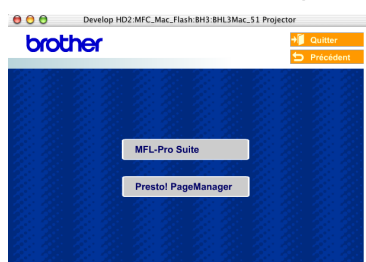 Develop HD2:MFC_Mac_Flash:BH3:BHL3Mac_51 Projector
brother
Quitter
Précédent
MFL-Pro Suite
Presto! PageManager